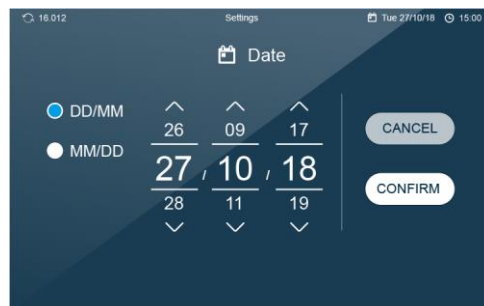 16.012 Settings Tue 27/10/18 15:00
Date
DD/MM
MM/DD
26 09 17
27 / 10 / 18
28 11 19
CANCEL
CONFIRM